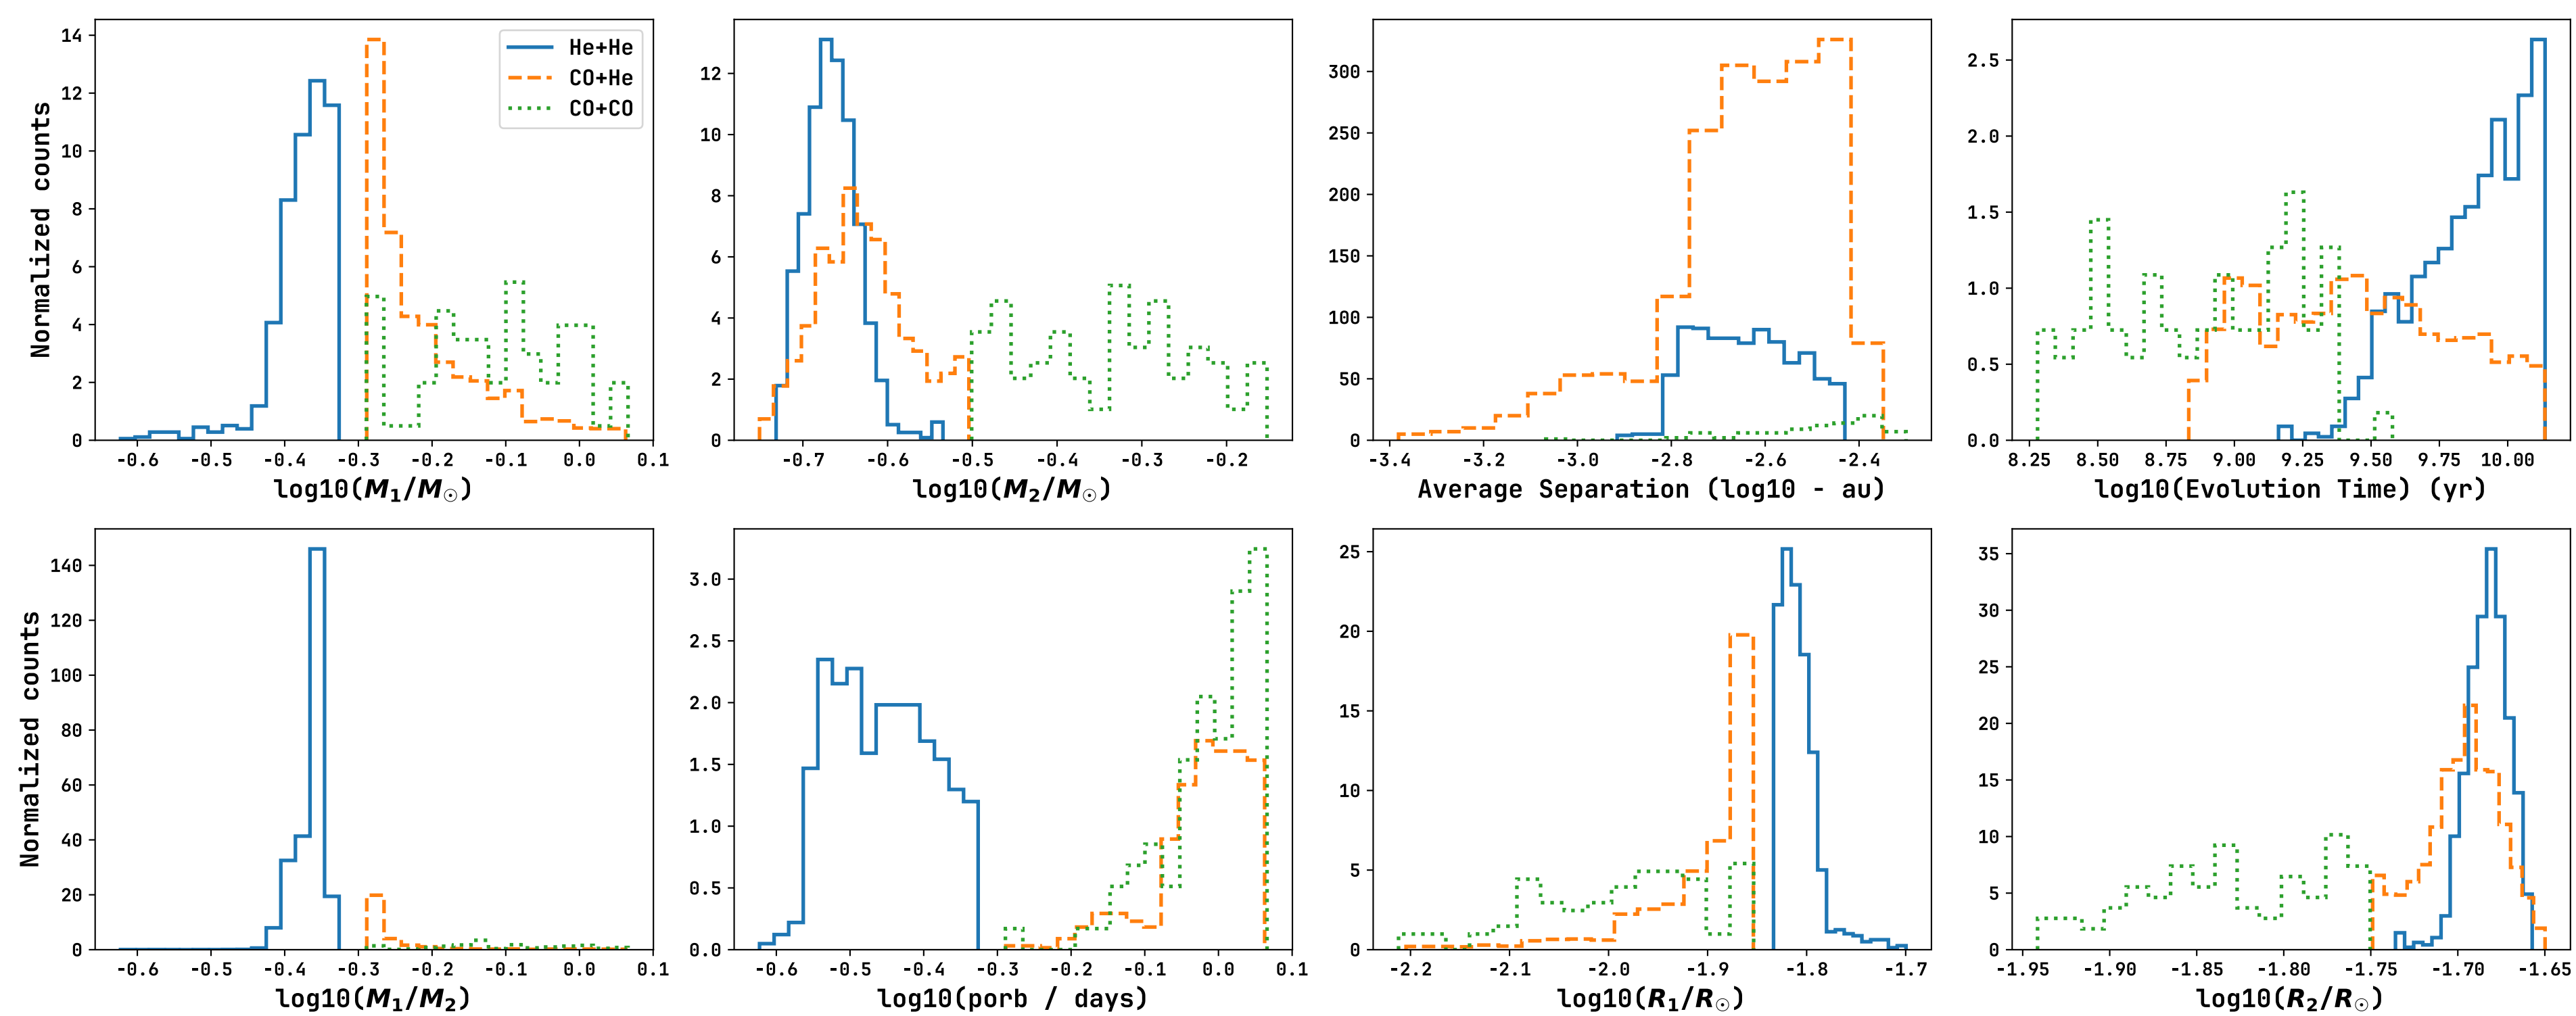 14
12
10
8
6
4
2
0
Normalized counts
He+He
CO+He
CO+CO
-0.6 -0.5 -0.4 -0.3 -0.2 -0.1 0.0 0.1
log10(M₁/M☉)
12
10
8
6
4
2
0
-0.7 -0.6 -0.5 -0.4 -0.3 -0.2
log10(M₂/M☉)
300
250
200
150
100
50
0
-3.4 -3.2 -3.0 -2.8 -2.6 -2.4
Average Separation (log10 - au)
2.5
2.0
1.5
1.0
0.5
0.0
8.25 8.50 8.75 9.00 9.25 9.50 9.75 10.00
log10(Evolution Time) (yr)
140
120
100
80
60
40
20
0
Normalized counts
-0.6 -0.5 -0.4 -0.3 -0.2 -0.1 0.0 0.1
log10(M₁/M₂)
3.0
2.5
2.0
1.5
1.0
0.5
0.0
-0.6 -0.5 -0.4 -0.3 -0.2 -0.1 0.0 0.1
log10(porb / days)
25
20
15
10
5
0
-2.2 -2.1 -2.0 -1.9 -1.8 -1.7
log10(R₁/R☉)
35
30
25
20
15
10
5
0
-1.95 -1.90 -1.85 -1.80 -1.75 -1.70 -1.65
log10(R₂/R☉)